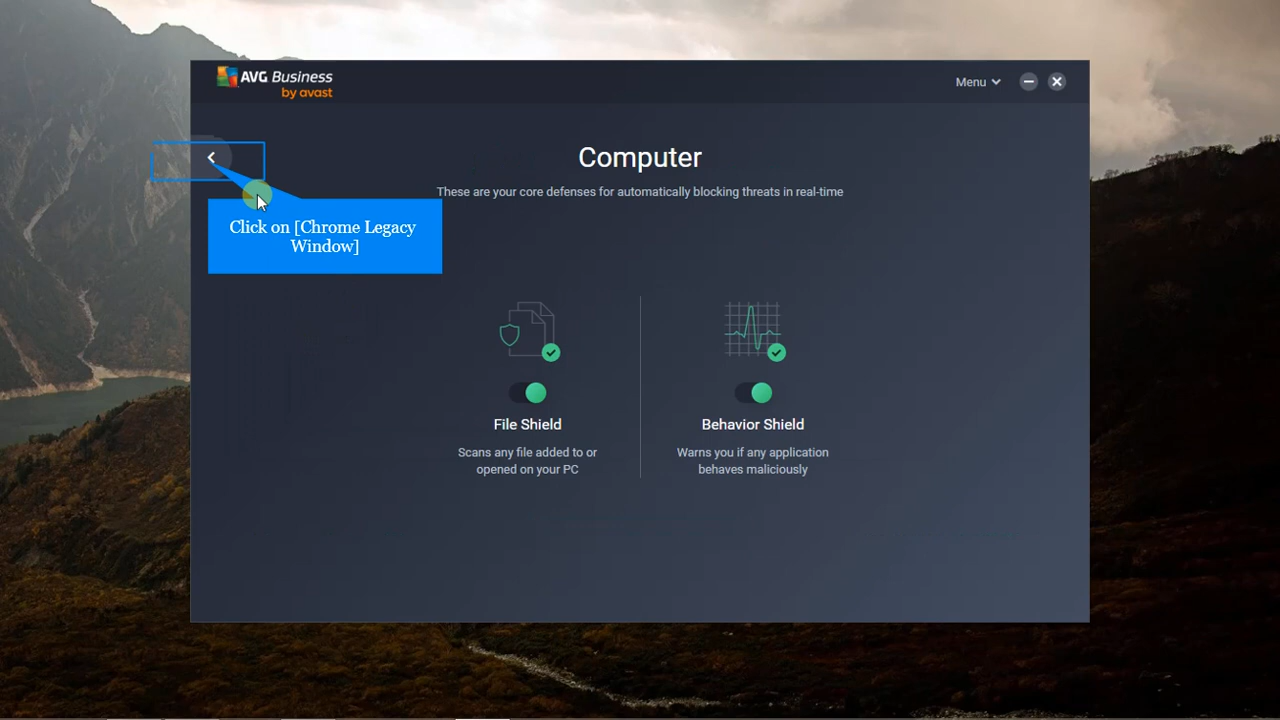 AVG Business
by avast
Menu
Computer
These are your core defenses for automatically blocking threats in real-time
Click on [Chrome Legacy
Window]
File Shield
Behavior Shield
Scans any file added to or
opened on your PC
Warns you if any application
behaves maliciously